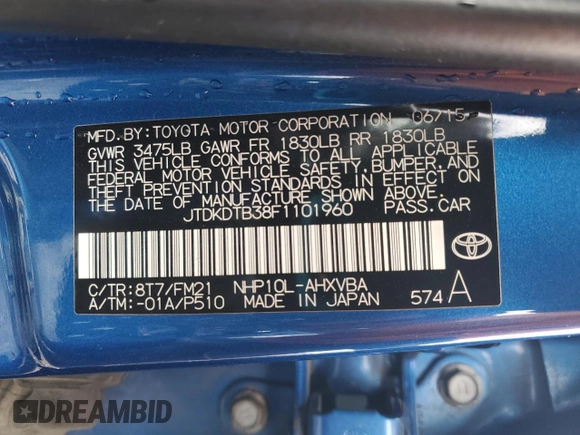 MFD.BY:TOYOTA MOTOR CORPORATION 06/15
GVWR 3475LB GAWR FR 1830LB RR 1830LB
THIS VEHICLE CONFORMS TO ALL APPLICABLE
FEDERAL MOTOR VEHICLE SAFETY,BUMPER,AND
THEFT PREVENTION STANDARDS IN EFFECT ON
THE DATE OF MANUFACTURE SHOWN ABOVE.
JTDKDTB38F1101960 PASS.CAR
C/TR:8T7/FM21 NHP10L-AHXVBA
A/TM:-01A/P510 MADE IN JAPAN 574A
DREAMBID